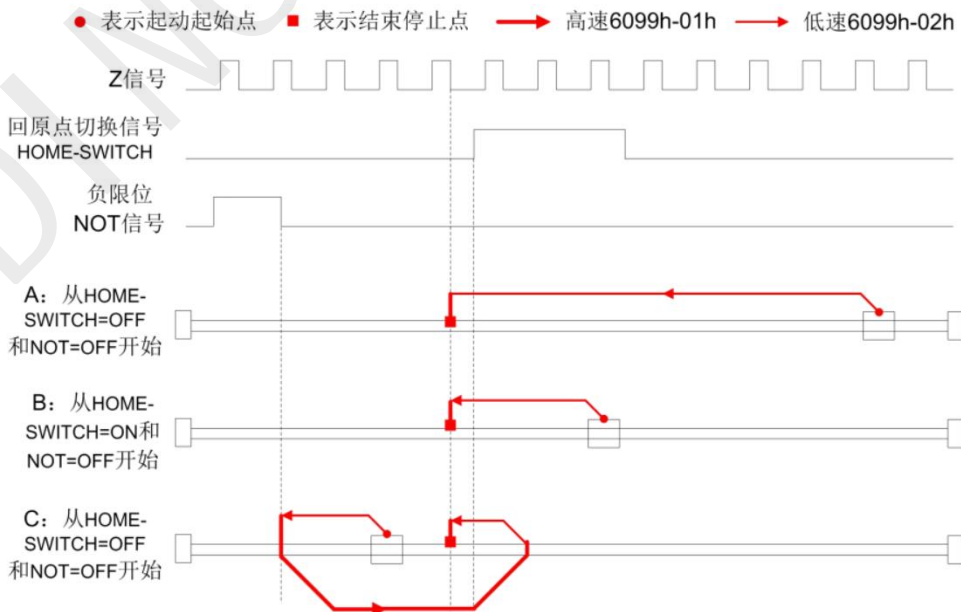 表示起动起始点 表示结束停止点 高速6099h-01h 低速6099h-02h
Z信号
回原点切换信号
HOME-SWITCH
负限位
NOT信号
A：从HOME-
SWITCH=OFF
和NOT=OFF开始
B：从HOME-
SWITCH=ON和
NOT=OFF开始
C：从HOME-
SWITCH=OFF
和NOT=OFF开始